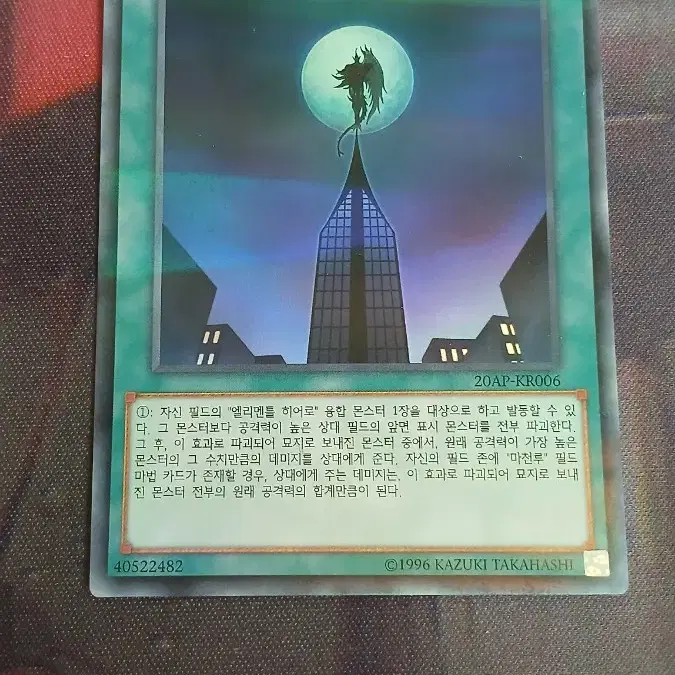 20AP-KR006
①: 자신 필드의 "엘리멘틀 히어로" 융합 몬스터 1장을 대상으로 하고 발동할 수 있
다. 그 몬스터보다 공격력이 높은 상대 필드의 앞면 표시 몬스터를 전부 파괴한다.
그 후, 이 효과로 파괴되어 묘지로 보내진 몬스터 중에서, 원래 공격력이 가장 높은
몬스터의 그 수치만큼의 데미지를 상대에게 준다. 자신의 필드 존에 "마천루" 필드
마법 카드가 존재할 경우, 상대에게 주는 데미지는, 이 효과로 파괴되어 묘지로 보내
진 몬스터 전부의 원래 공격력의 합계만큼이 된다.
40522482 ©1996 KAZUKI TAKAHASHI